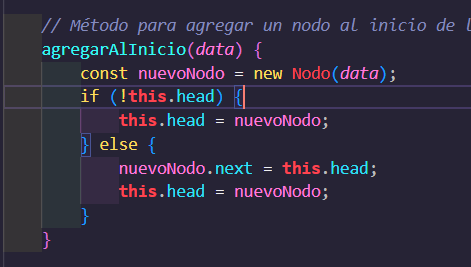 // Método para agregar un nodo al inicio de l
agregarAlInicio(data) {
const nuevoNodo = new Nodo(data);
if (!this.head) {
this.head = nuevoNodo;
} else {
nuevoNodo.next = this.head;
this.head = nuevoNodo;
}
}